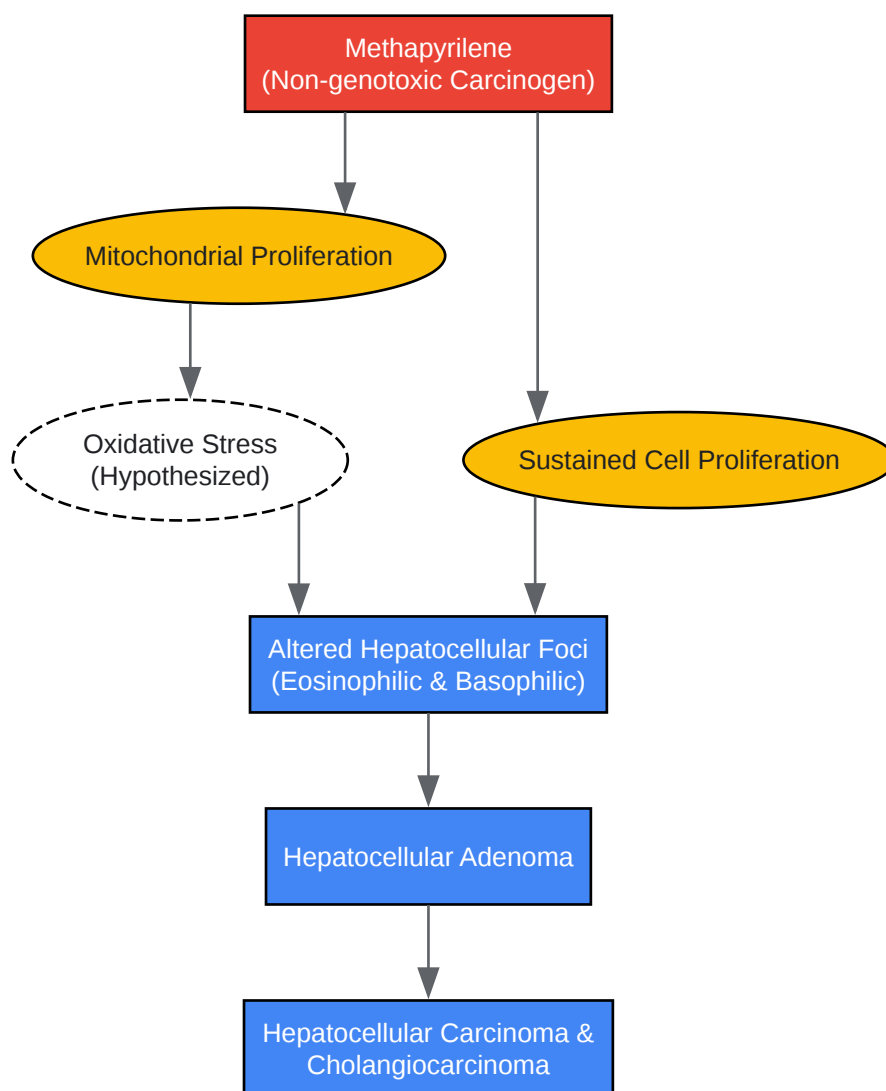 Methapyrilene
(Non-genotoxic Carcinogen)
Mitochondrial Proliferation
Oxidative Stress
(Hypothesized)
Sustained Cell Proliferation
Altered Hepatocellular Foci
(Eosinophilic & Basophilic)
Hepatocellular Adenoma
Hepatocellular Carcinoma &
Cholangiocarcinoma